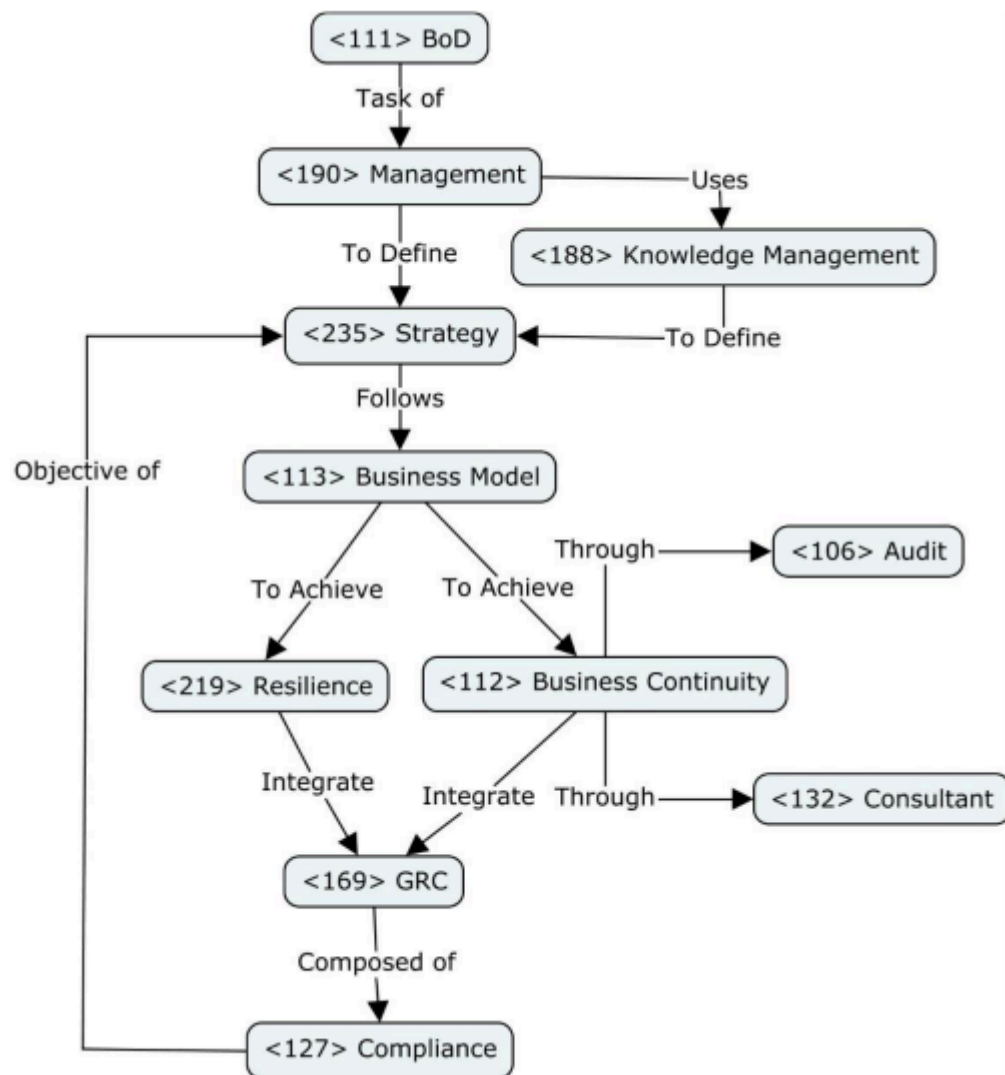 <111> BoD
Task of
<190> Management
Uses
To Define
<188> Knowledge Management
<235> Strategy
To Define
Follows
Objective of
<113> Business Model
Through
<106> Audit
To Achieve
To Achieve
<219> Resilience
<112> Business Continuity
Integrate
Integrate
Through
<132> Consultant
<169> GRC
Composed of
<127> Compliance